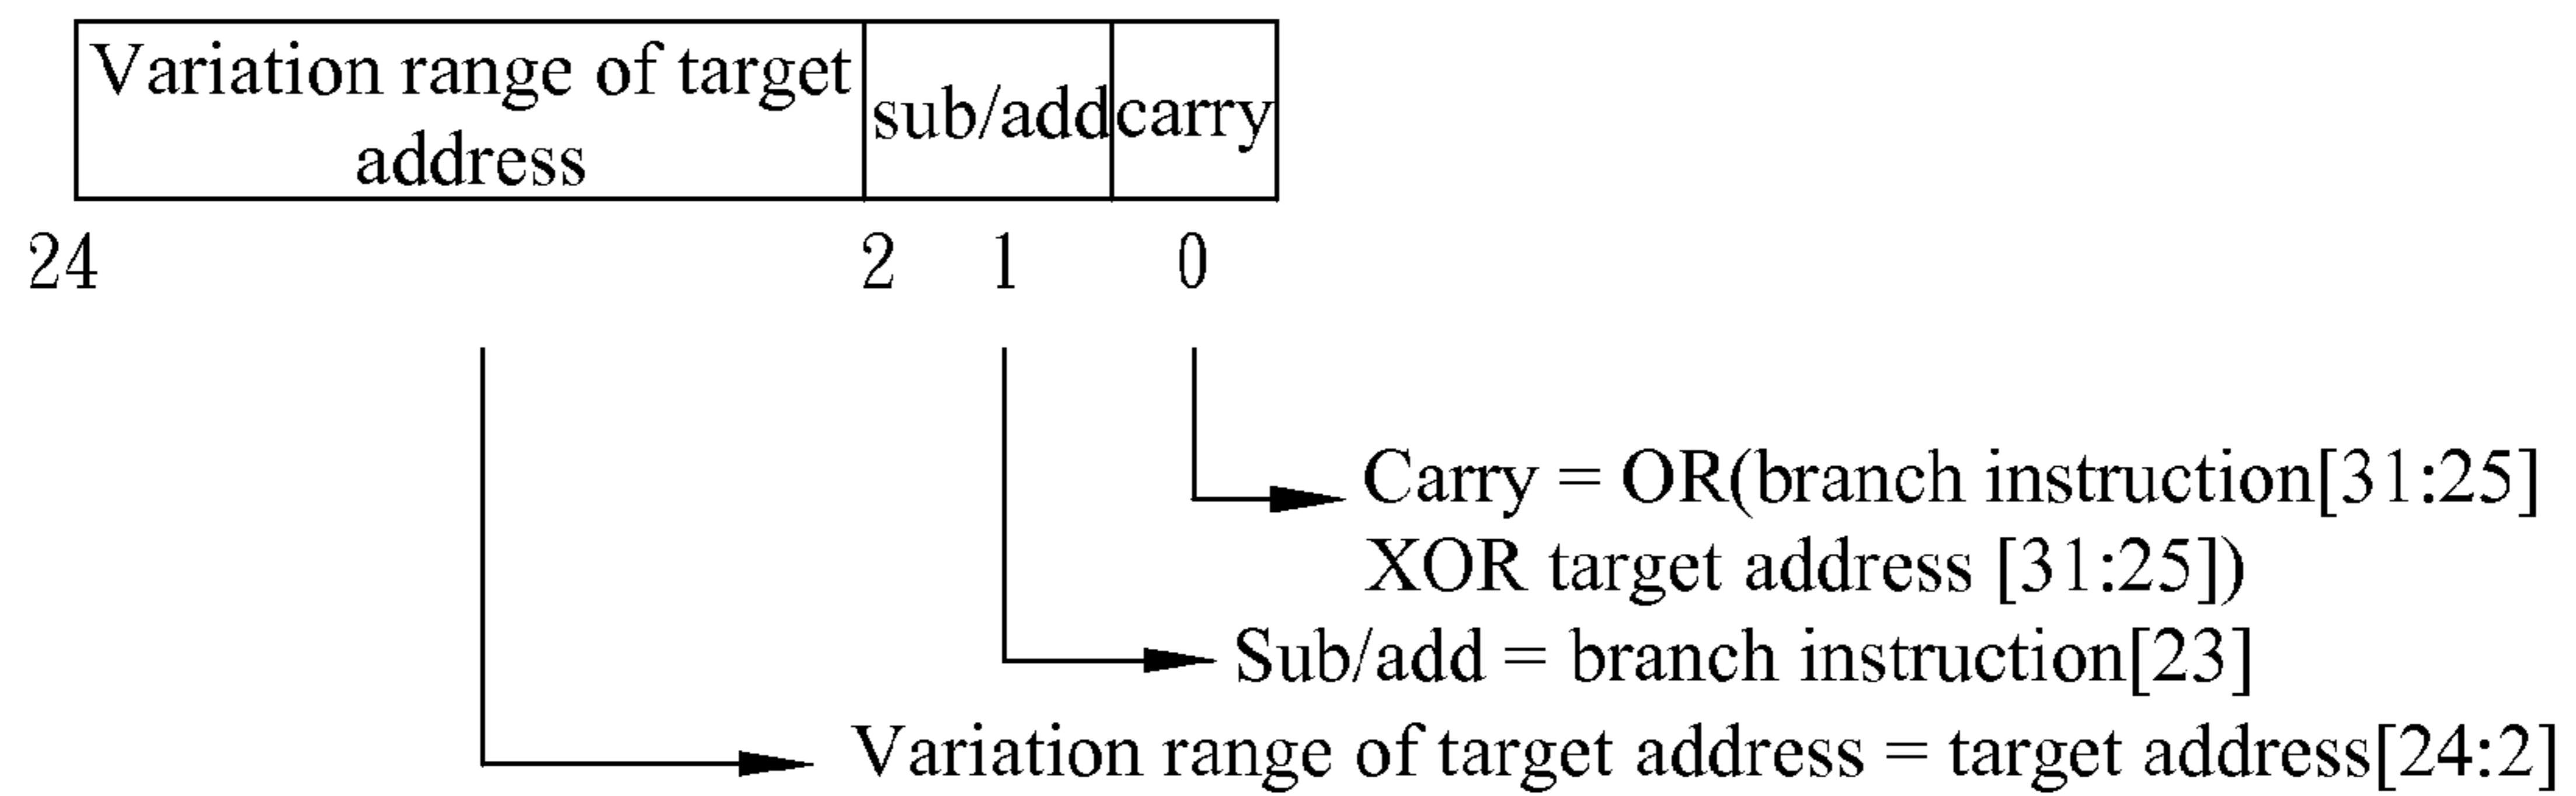 Variation range of target
address
sub/add
carry
24
2
1
0
Carry = OR(branch instruction[31:25]
XOR target address [31:25])
Sub/add = branch instruction[23]
Variation range of target address = target address[24:2]